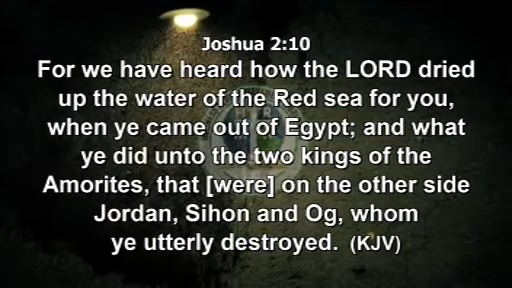 Joshua 2:10
For we have heard how the LORD dried
up the water of the Red sea for you,
when ye came out of Egypt; and what
ye did unto the two kings of the
Amorites, that [were] on the other side
Jordan, Sihon and Og, whom
ye utterly destroyed. (KJV)